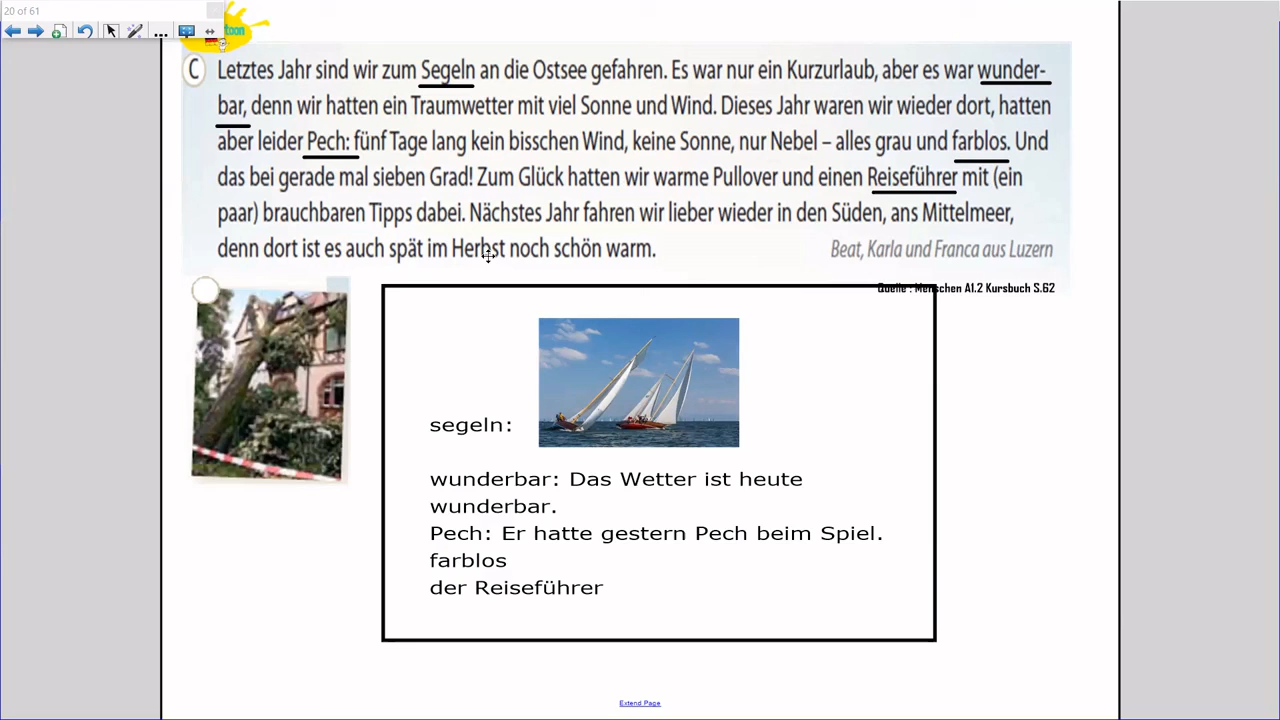 20 of 61
toon
C Letztes Jahr sind wir zum Segeln an die Ostsee gefahren. Es war nur ein Kurzurlaub, aber es war wunder-
bar, denn wir hatten ein Traumwetter mit viel Sonne und Wind. Dieses Jahr waren wir wieder dort, hatten
aber leider Pech: fünf Tage lang kein bisschen Wind, keine Sonne, nur Nebel – alles grau und farblos. Und
das bei gerade mal sieben Grad! Zum Glück hatten wir warme Pullover und einen Reiseführer mit (ein
paar) brauchbaren Tipps dabei. Nächstes Jahr fahren wir lieber wieder in den Süden, ans Mittelmeer,
denn dort ist es auch spät im Herbst noch schön warm.
Beat, Karla und Franca aus Luzern
Quelle : Menschen A1.2 Kursbuch S.62
segeln:
wunderbar: Das Wetter ist heute
wunderbar.
Pech: Er hatte gestern Pech beim Spiel.
farblos
der Reiseführer
Extend Page